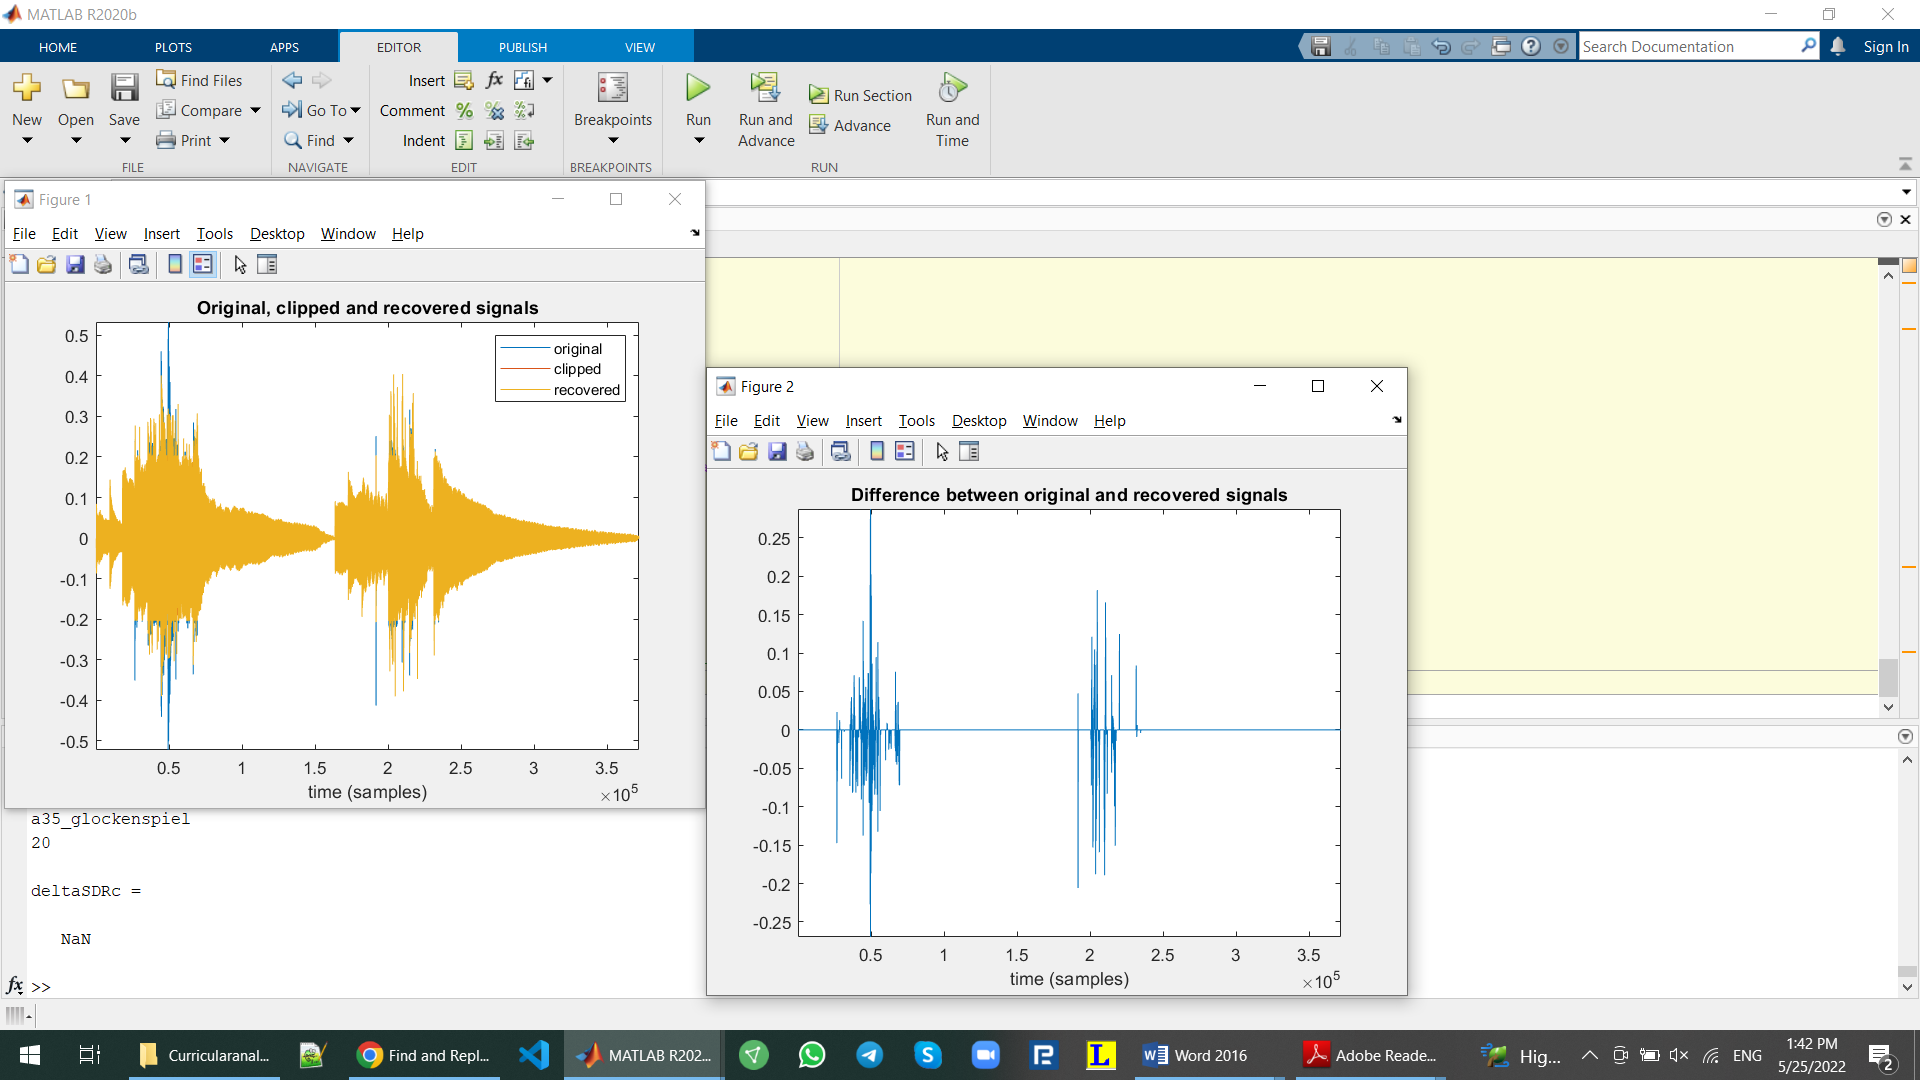 MATLAB R2020b
HOME PLOTS APPS EDITOR PUBLISH VIEW
Search Documentation
Sign In
New
Open
Save
Find Files
Compare
Print
FILE
Go To
Find
NAVIGATE
Insert
Comment
Indent
EDIT
Breakpoints
BREAKPOINTS
Run
Run and Advance
Run Section
Advance
Run and Time
RUN
Figure 1
File Edit View Insert Tools Desktop Window Help
Original, clipped and recovered signals
original
clipped
recovered
0.5
0.4
0.3
0.2
0.1
0
-0.1
-0.2
-0.3
-0.4
-0.5
0.5 1 1.5 2 2.5 3 3.5
time (samples)
×10^5
Figure 2
File Edit View Insert Tools Desktop Window Help
Difference between original and recovered signals
0.25
0.2
0.15
0.1
0.05
0
-0.05
-0.1
-0.15
-0.2
-0.25
0.5 1 1.5 2 2.5 3 3.5
time (samples)
×10^5
a35_glockenspiel
20
deltaSDRc =
NaN
fx >>
Curricularanal...
Find and Repl...
MATLAB R202...
Word 2016
Adobe Reade...
Hig...
ENG
1:42 PM
5/25/2022
2